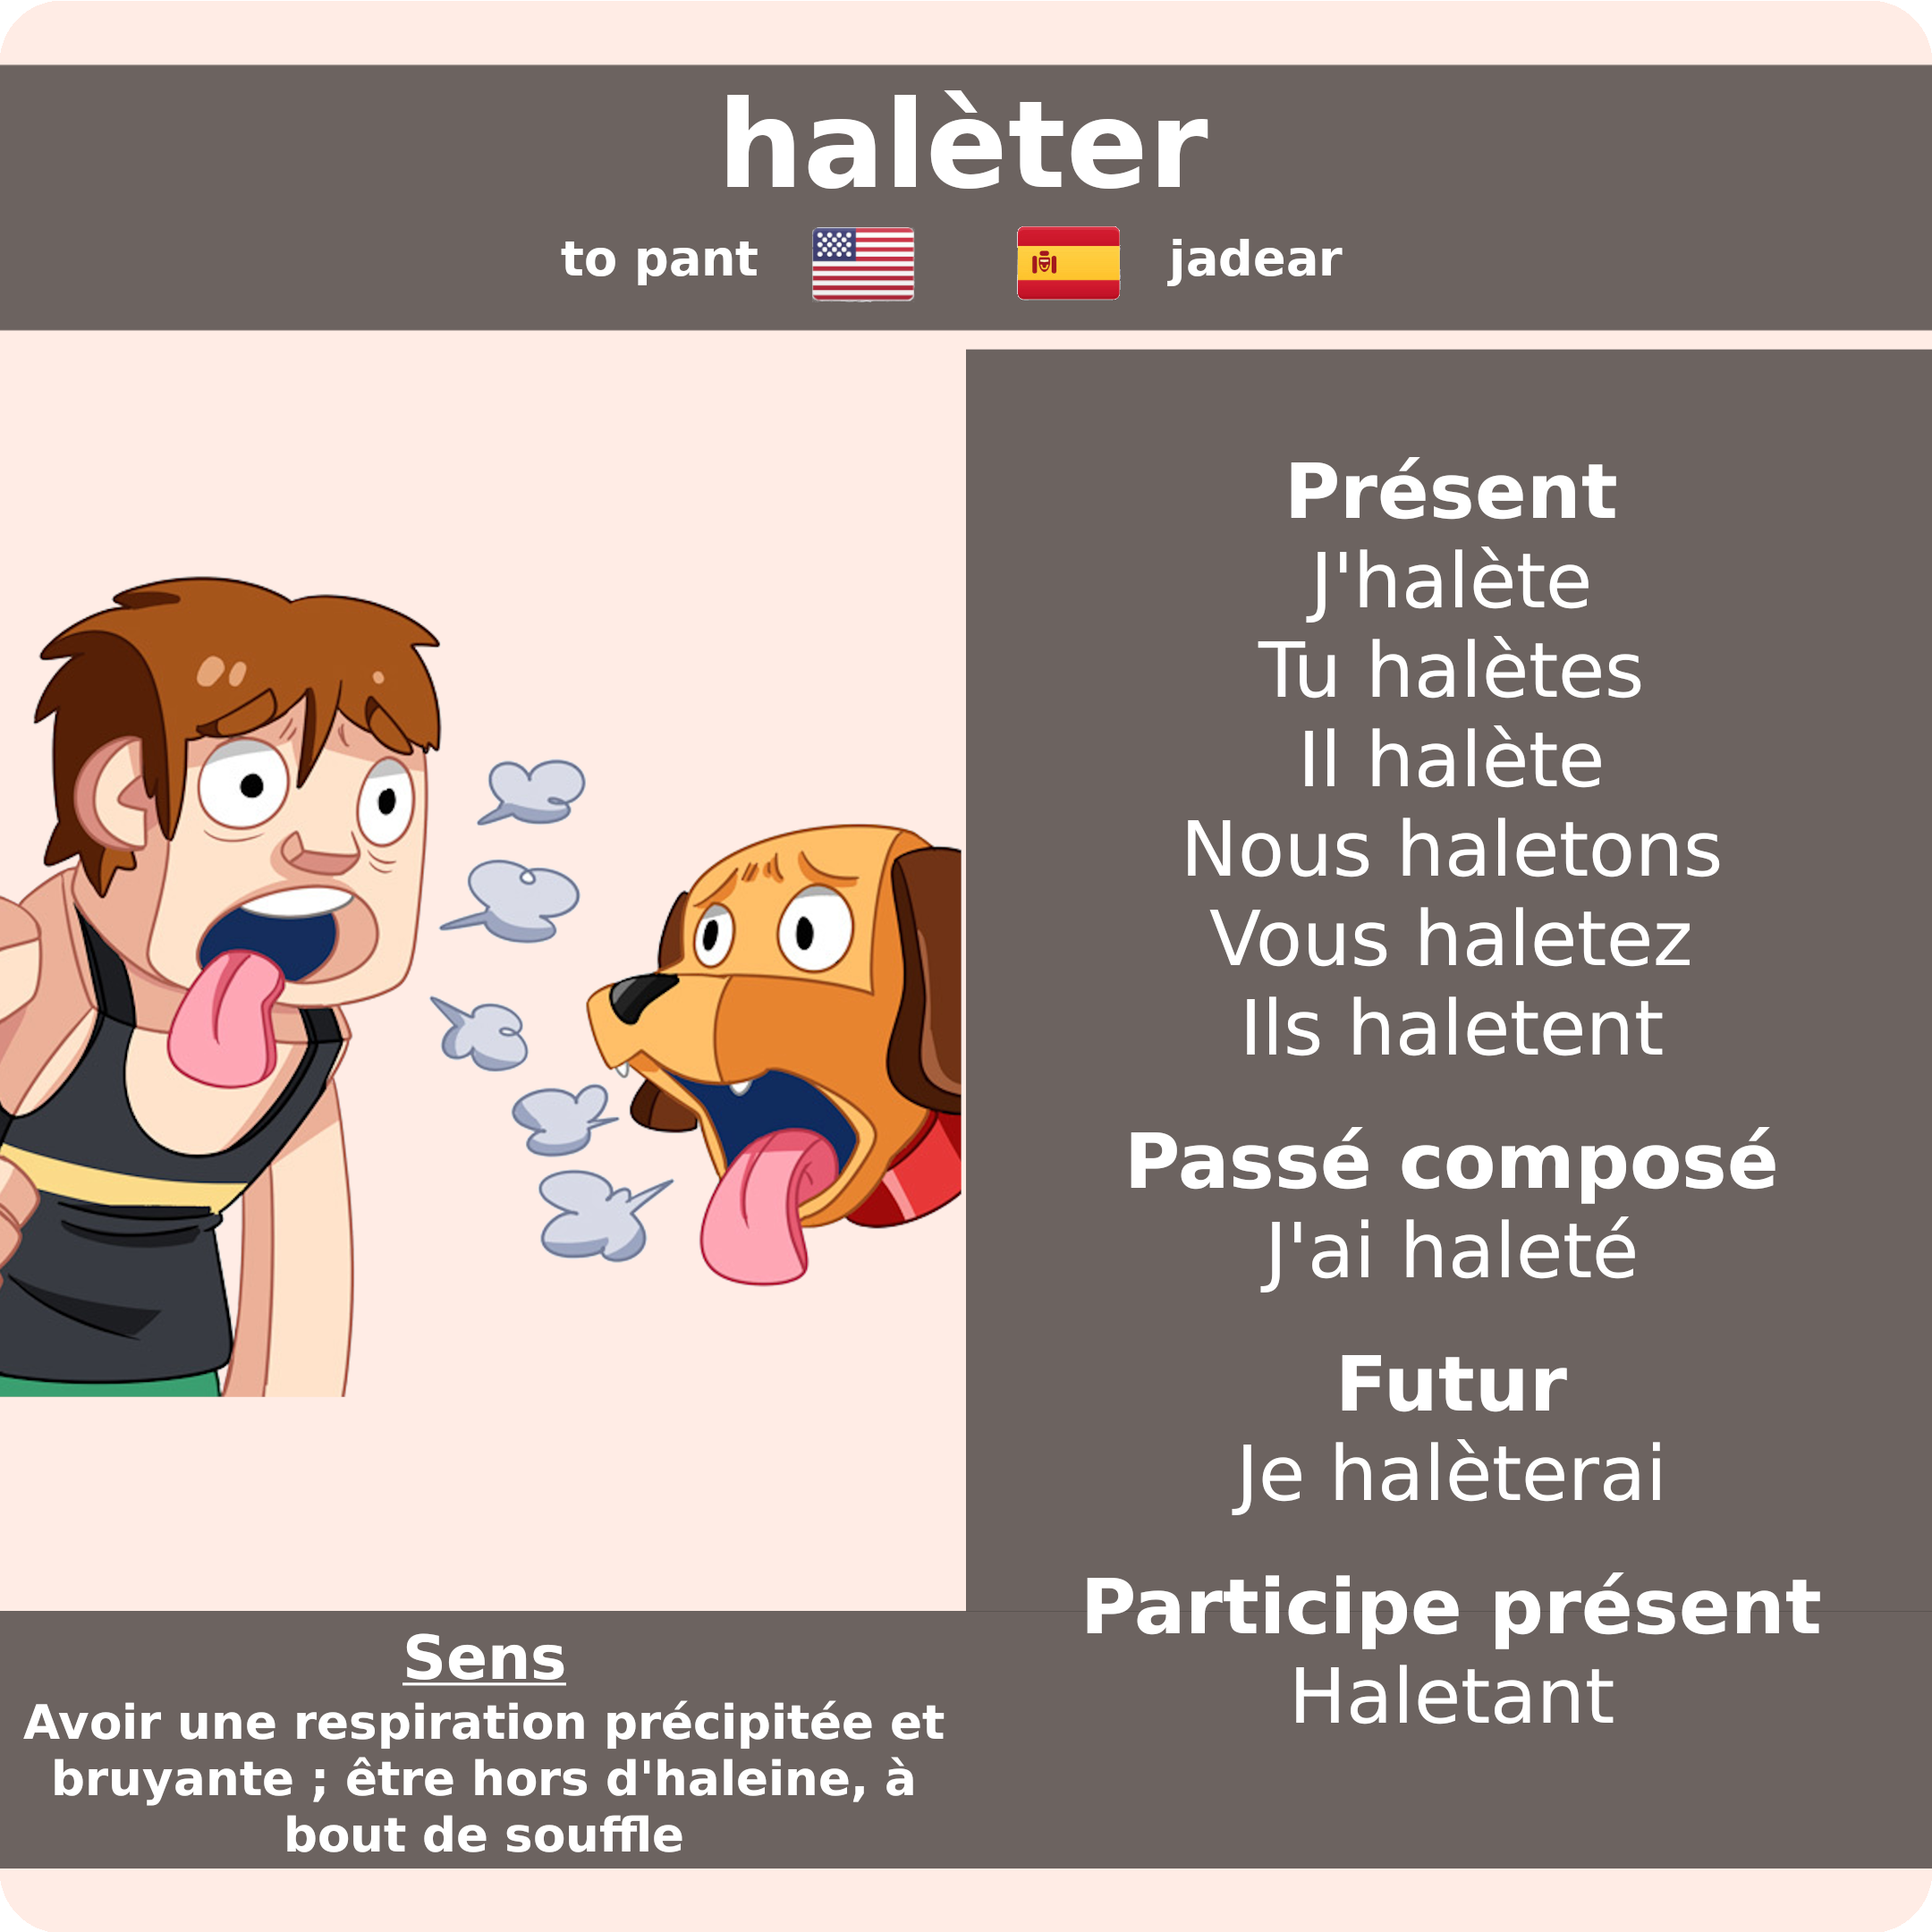 halèter
to pant
jadear
Présent
J'halète
Tu halètes
Il halète
Nous haletons
Vous haletez
Ils haletent
Passé composé
J'ai haleté
Futur
Je halèterai
Participe présent
Haletant
Sens
Avoir une respiration précipitée et
bruyante ; être hors d'haleine, à
bout de souffle